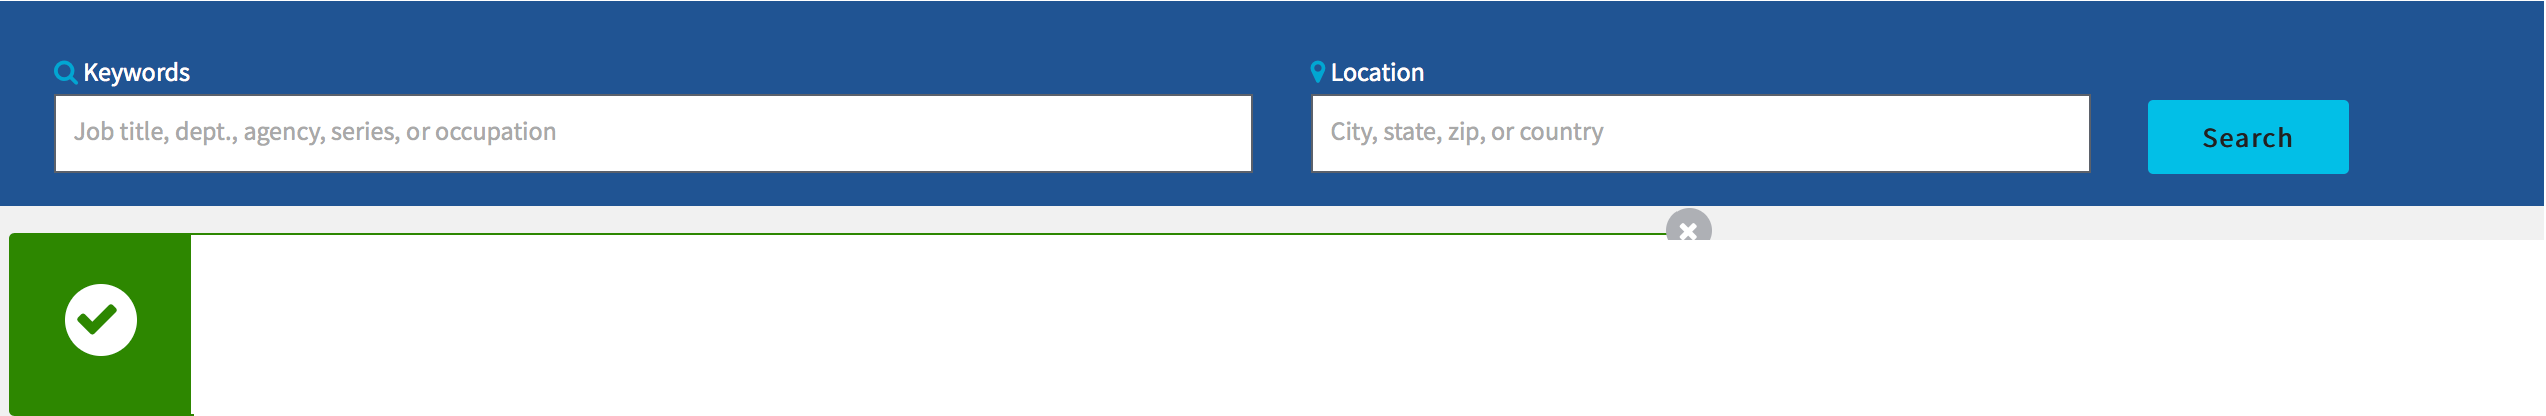 Keywords
Location
Job title, dept., agency, series, or occupation
City, state, zip, or country
Search